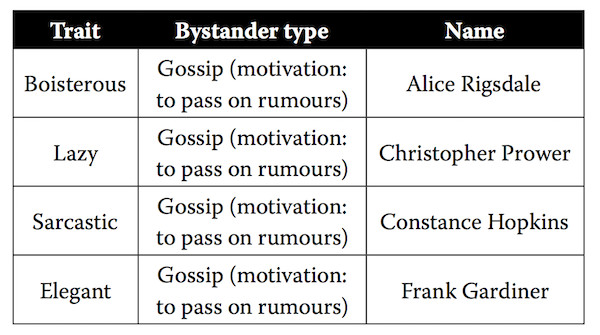 Trait Bystander type Name
Boisterous Gossip (motivation: to pass on rumours) Alice Rigsdale
Lazy Gossip (motivation: to pass on rumours) Christopher Prower
Sarcastic Gossip (motivation: to pass on rumours) Constance Hopkins
Elegant Gossip (motivation: to pass on rumours) Frank Gardiner